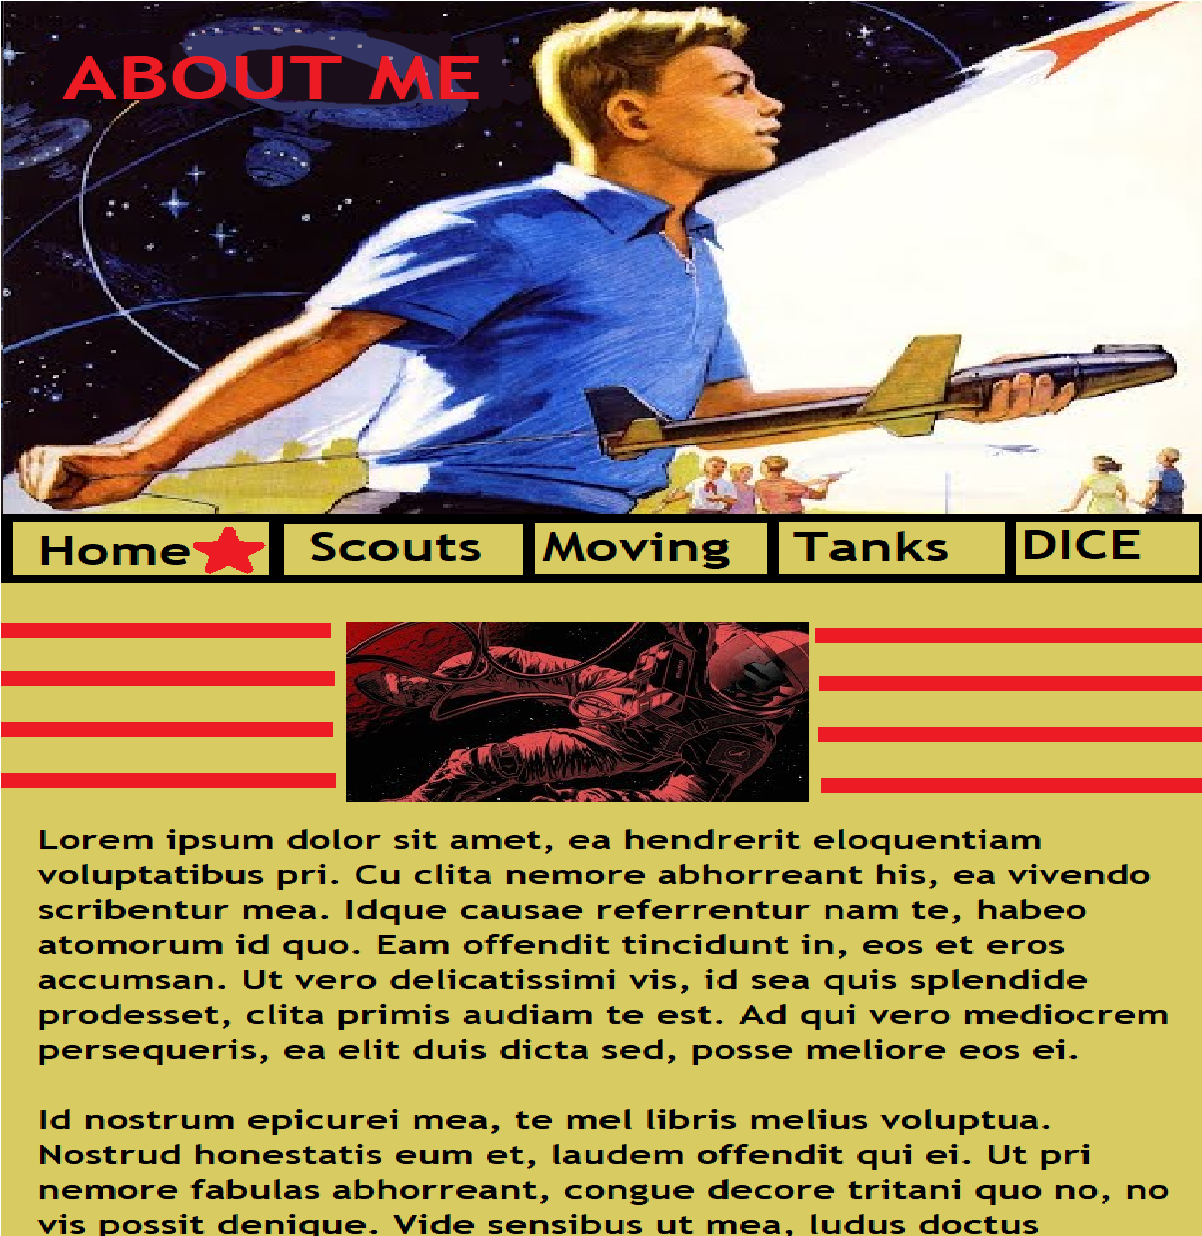 ABOUT ME
Home Scouts Moving Tanks DICE
Lorem ipsum dolor sit amet, ea hendrerit eloquentiam
voluptatibus pri. Cu clita nemore abhorreant his, ea vivendo
scribentur mea. Idque causae referrentur nam te, habeo
atomorum id quo. Eam offendit tincidunt in, eos et eros
accumsan. Ut vero delicatissimi vis, id sea quis splendide
prodesset, clita primis audiam te est. Ad qui vero mediocrem
persequeris, ea elit duis dicta sed, posse meliore eos ei.
Id nostrum epicurei mea, te mel libris melius voluptua.
Nostrud honestatis eum et, laudem offendit qui ei. Ut pri
nemore fabulas abhorreant, congue decore tritani quo no, no
vis possit denique. Vide sensibus ut mea, ludus doctus